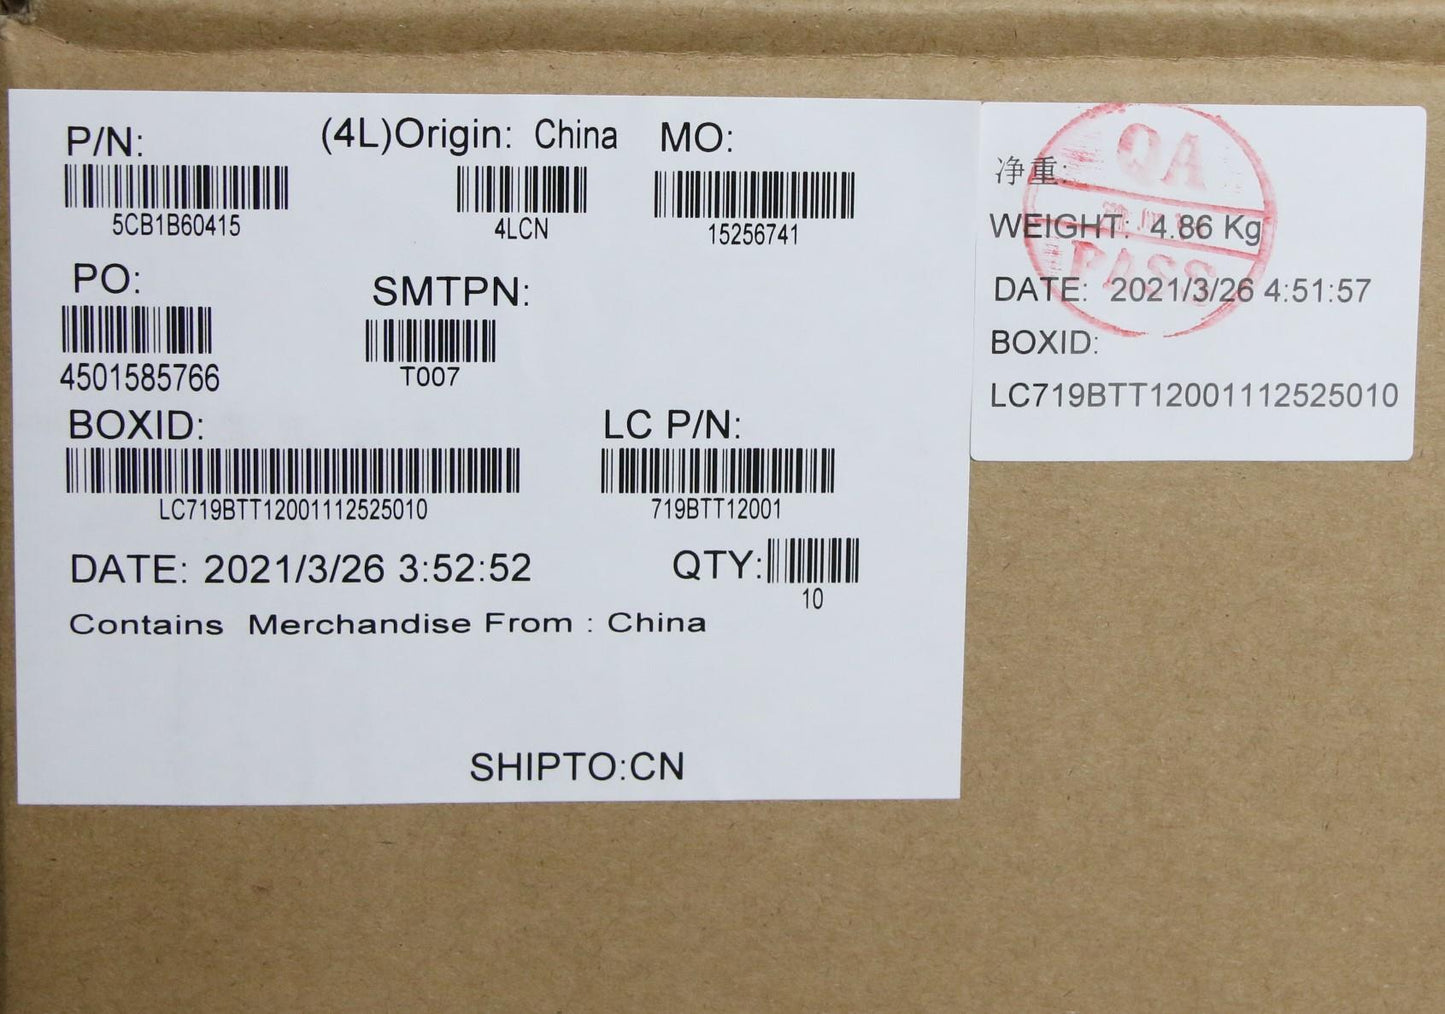 P/N:
5CB1B60415
(4L)Origin: China
4LCN
MO:
15256741
PO:
4501585766
SMTPN:
T007
BOXID:
LC719BTT12001112525010
LC P/N:
719BTT12001
DATE: 2021/3/26 3:52:52
QTY:
10
Contains Merchandise From : China
SHIPTO:CN
净重:
WEIGHT: 4.86 Kg
DATE: 2021/3/26 4:51:57
BOXID:
LC719BTT12001112525010
QA
PASS